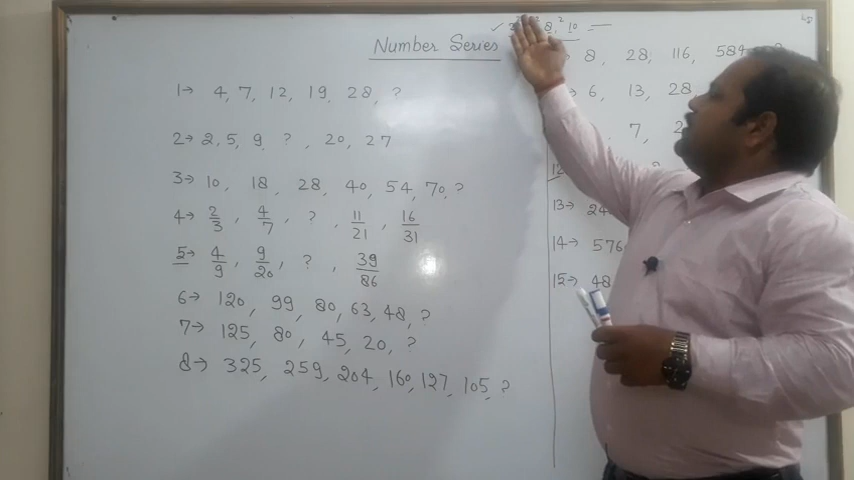 8, 10
Number Series
1→ 4, 7, 12, 19, 28, ?
2→ 2, 5, 9, ?, 20, 27
3→ 10, 18, 28, 40, 54, 70, ?
4→ 2/3, 4/7, ?, 11/21, 16/31
5→ 4/9, 9/20, ?, 39/86
6→ 120, 99, 80, 63, 48, ?
7→ 125, 80, 45, 20, ?
8→ 325, 259, 204, 160, 127, 105, ?
8, 28, 116, 584
6, 13, 28,
7,
12
13→ 24
14→ 576
15→ 48